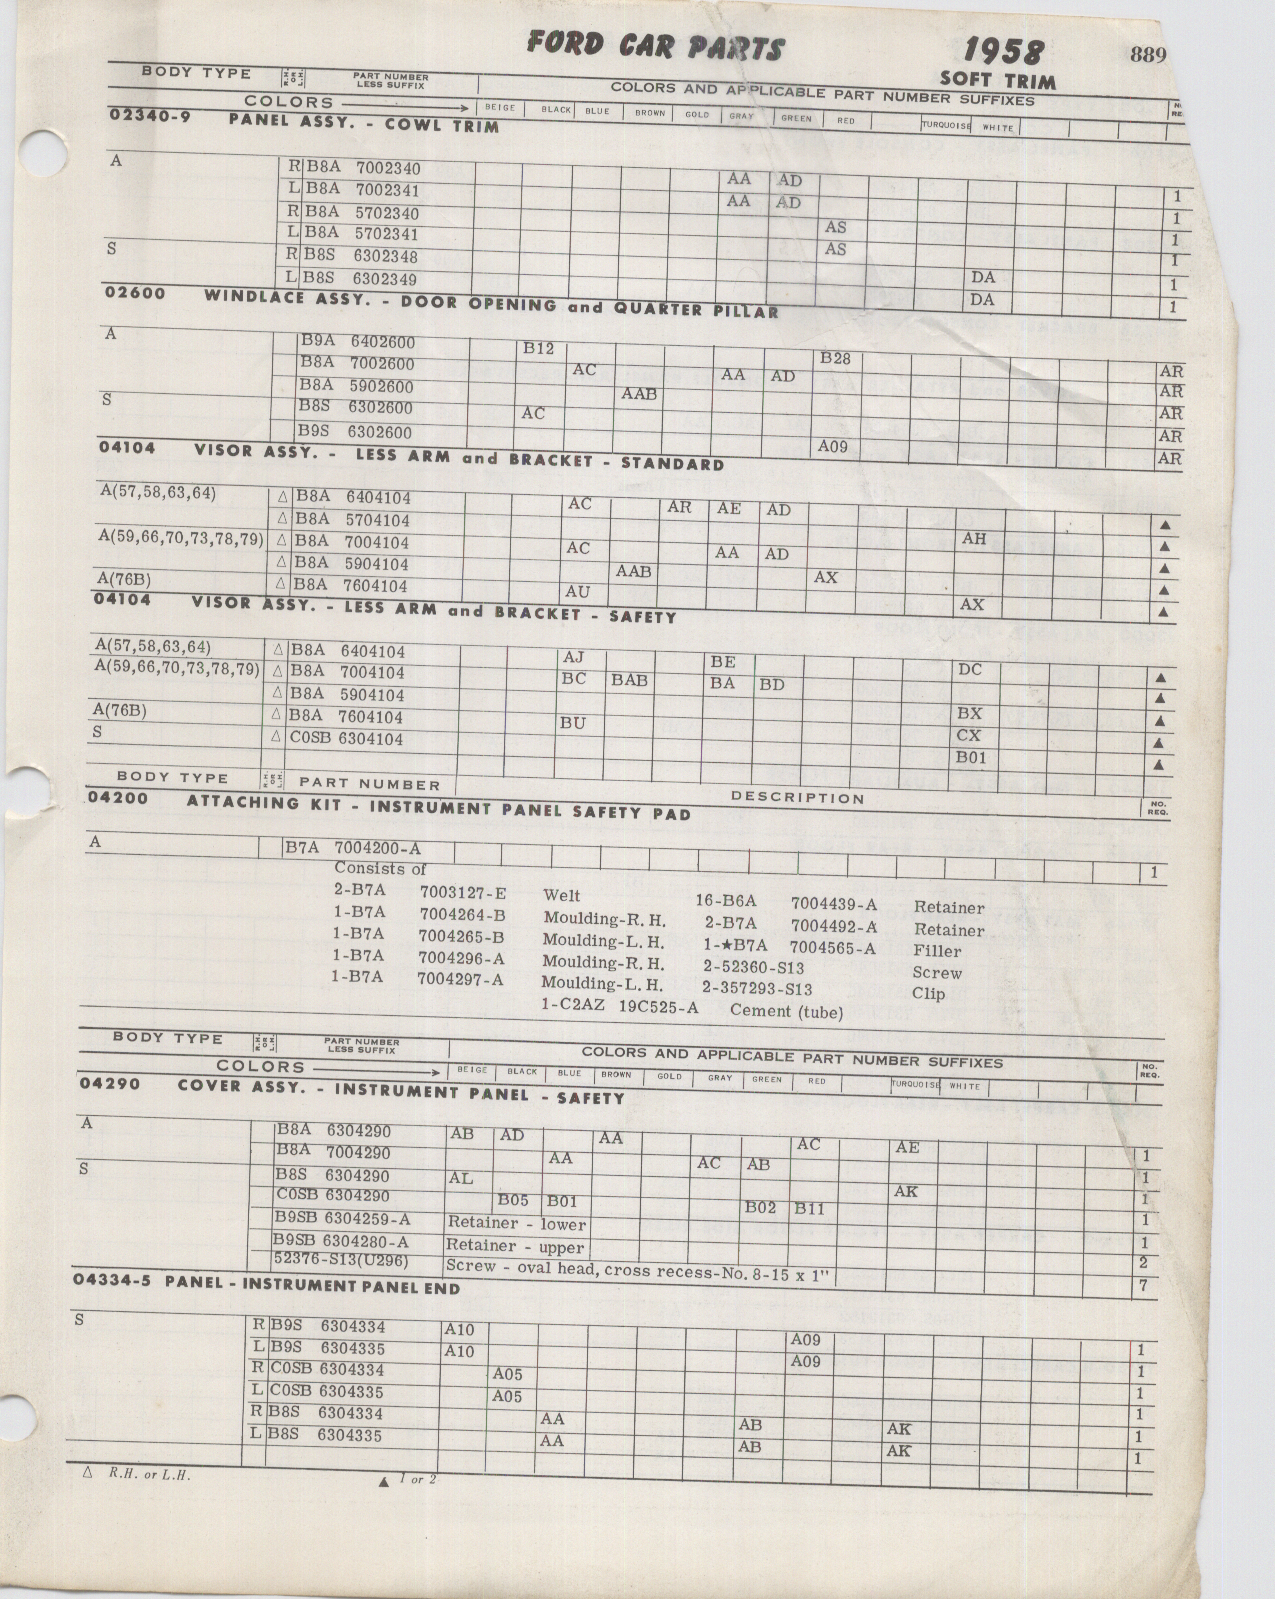 FORD CAR PARTS 1958 889
SOFT TRIM
BODY TYPE R.H. OR L.H. PART NUMBER LESS SUFFIX COLORS AND APPLICABLE PART NUMBER SUFFIXES
COLORS BEIGE BLACK BLUE BROWN GOLD GRAY GREEN RED TURQUOISE WHITE
02340-9 PANEL ASSY. - COWL TRIM
A R B8A 7002340 AA AD 1
L B8A 7002341 AA AD 1
R B8A 5702340 AS 1
L B8A 5702341 AS 1
S R B8S 6302348 DA 1
L B8S 6302349 DA 1
02600 WINDLACE ASSY. - DOOR OPENING and QUARTER PILLAR
A B9A 6402600 B12 B28 AR
B8A 7002600 AC AA AD AR
B8A 5902600 AAB AR
S B8S 6302600 AC AR
B9S 6302600 A09 AR
04104 VISOR ASSY. - LESS ARM and BRACKET - STANDARD
A(57,58,63,64) △ B8A 6404104 AC AR AE AD ▲
△ B8A 5704104 AH ▲
A(59,66,70,73,78,79) △ B8A 7004104 AC AA AD ▲
△ B8A 5904104 AAB AX ▲
A(76B) △ B8A 7604104 AU AX ▲
04104 VISOR ASSY. - LESS ARM and BRACKET - SAFETY
A(57,58,63,64) △ B8A 6404104 AJ BE DC ▲
A(59,66,70,73,78,79) △ B8A 7004104 BC BAB BA BD ▲
△ B8A 5904104 BX ▲
A(76B) △ B8A 7604104 BU CX ▲
S △ C0SB 6304104 B01 ▲
BODY TYPE R.H. OR L.H. PART NUMBER DESCRIPTION NO. REQ.
04200 ATTACHING KIT - INSTRUMENT PANEL SAFETY PAD
A B7A 7004200-A 1
Consists of
2-B7A 7003127-E Welt 16-B6A 7004439-A Retainer
1-B7A 7004264-B Moulding-R.H. 2-B7A 7004492-A Retainer
1-B7A 7004265-B Moulding-L.H. 1-★B7A 7004565-A Filler
1-B7A 7004296-A Moulding-R.H. 2-52360-S13 Screw
1-B7A 7004297-A Moulding-L.H. 2-357293-S13 Clip
1-C2AZ 19C525-A Cement (tube)
BODY TYPE R.H. OR L.H. PART NUMBER LESS SUFFIX COLORS AND APPLICABLE PART NUMBER SUFFIXES NO. REQ.
COLORS BEIGE BLACK BLUE BROWN GOLD GRAY GREEN RED TURQUOISE WHITE
04290 COVER ASSY. - INSTRUMENT PANEL - SAFETY
A B8A 6304290 AB AD AA AC AE 1
B8A 7004290 AA AC AB 1
S B8S 6304290 AL AK 1
C0SB 6304290 B05 B01 B02 B11 1
B9SB 6304259-A Retainer - lower 1
B9SB 6304280-A Retainer - upper 2
52376-S13(U296) Screw - oval head, cross recess-No. 8-15 x 1" 7
04334-5 PANEL - INSTRUMENT PANEL END
S R B9S 6304334 A10 A09 1
L B9S 6304335 A10 A09 1
R C0SB 6304334 A05 1
L C0SB 6304335 A05 1
R B8S 6304334 AA AB AK 1
L B8S 6304335 AA AB AK 1
△ R.H. or L.H. ▲ 1 or 2